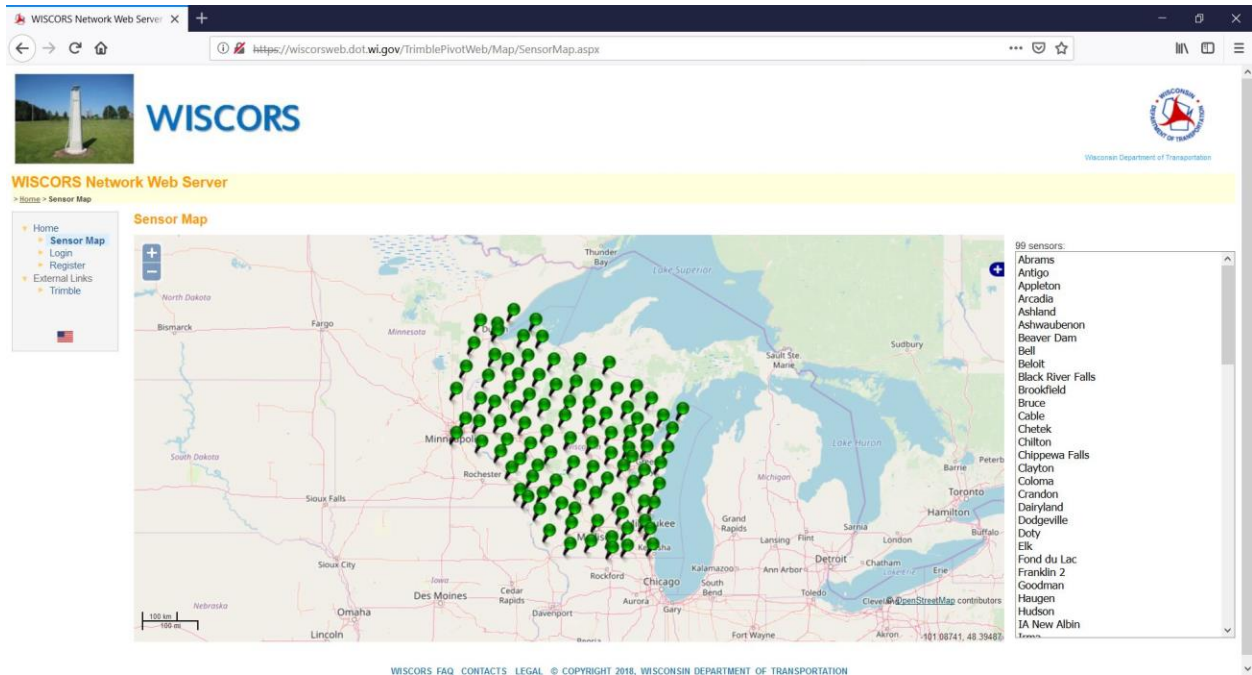 WISCORS Network Web Server
https://wiscorsweb.dot.wi.gov/TrimblePivotWeb/Map/SensorMap.aspx
WISCORS
WISCONSIN
DEPARTMENT OF TRANSPORTATION
Wisconsin Department of Transportation
WISCORS Network Web Server
> Home > Sensor Map
Home
Sensor Map
Login
Register
External Links
Trimble
Sensor Map
+
−
Thunder
Bay
Lake Superior
North Dakota
Bismarck
Fargo
Minnesota
Sault Ste.
Marie
Sudbury
South Dakota
Rochester
Sioux Falls
Lake Huron
Michigan
Barrie
Toronto
Hamilton
Buffalo
Grand
Rapids
Lansing
Flint
Sarnia
London
Detroit
Chatham
Erie
Sioux City
Iowa
Des Moines
Cedar
Rapids
Davenport
Rockford
Chicago
Aurora
Gary
Kalamazoo
South
Bend
Ann Arbor
Toledo
Nebraska
Omaha
Lincoln
Fort Wayne
Akron
© OpenStreetMap contributors
100 km
100 mi
-101.08741, 48.39487
99 sensors:
Abrams
Antigo
Appleton
Arcadia
Ashland
Ashwaubenon
Beaver Dam
Bell
Beloit
Black River Falls
Brookfield
Bruce
Cable
Chetek
Chilton
Chippewa Falls
Clayton
Coloma
Crandon
Dairyland
Dodgeville
Doty
Elk
Fond du Lac
Franklin 2
Goodman
Haugen
Hudson
IA New Albin
WISCORS FAQ CONTACTS LEGAL © COPYRIGHT 2018, WISCONSIN DEPARTMENT OF TRANSPORTATION